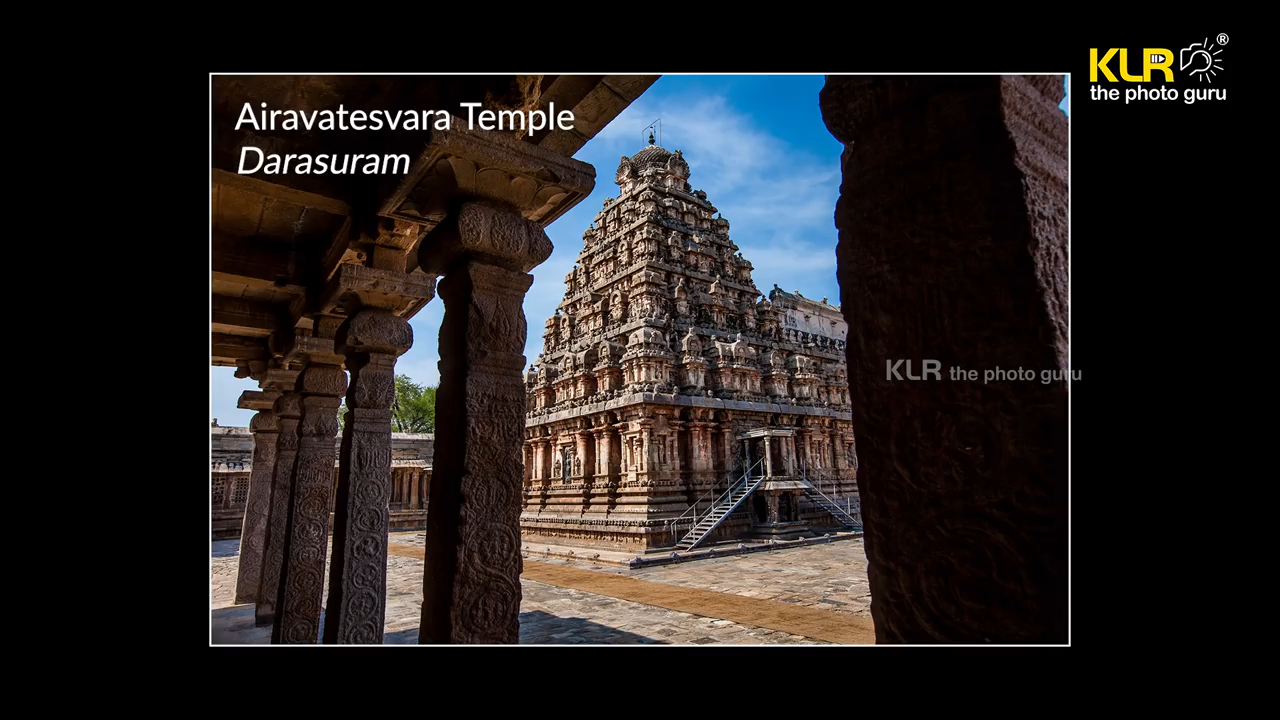 Airavatesvara Temple
Darasuram
KLR ®
the photo guru
KLR the photo guru